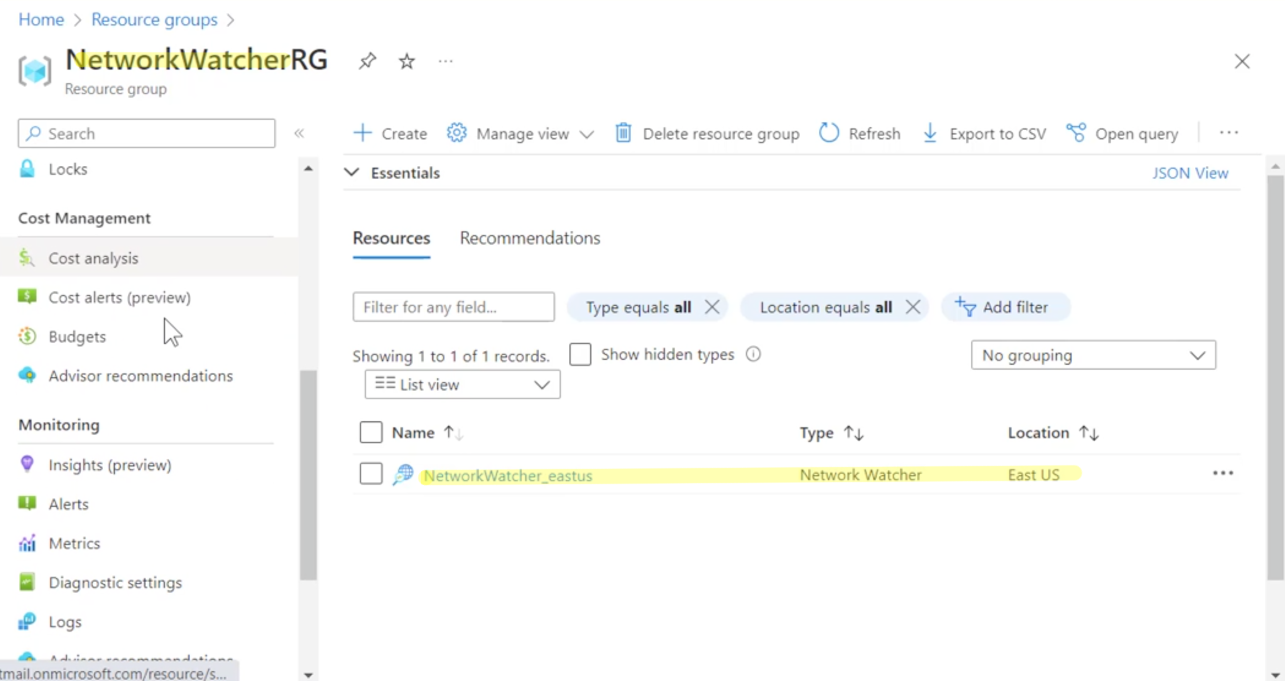 Home > Resource groups >
NetworkWatcherRG
Resource group
Search
Locks
Cost Management
Cost analysis
Cost alerts (preview)
Budgets
Advisor recommendations
Monitoring
Insights (preview)
Alerts
Metrics
Diagnostic settings
Logs
Advisor recommendations
tmail.onmicrosoft.com/resource/s...
Create Manage view Delete resource group Refresh Export to CSV Open query
Essentials JSON View
Resources Recommendations
Filter for any field... Type equals all Location equals all Add filter
Showing 1 to 1 of 1 records. Show hidden types No grouping
List view
Name Type Location
NetworkWatcher_eastus Network Watcher East US